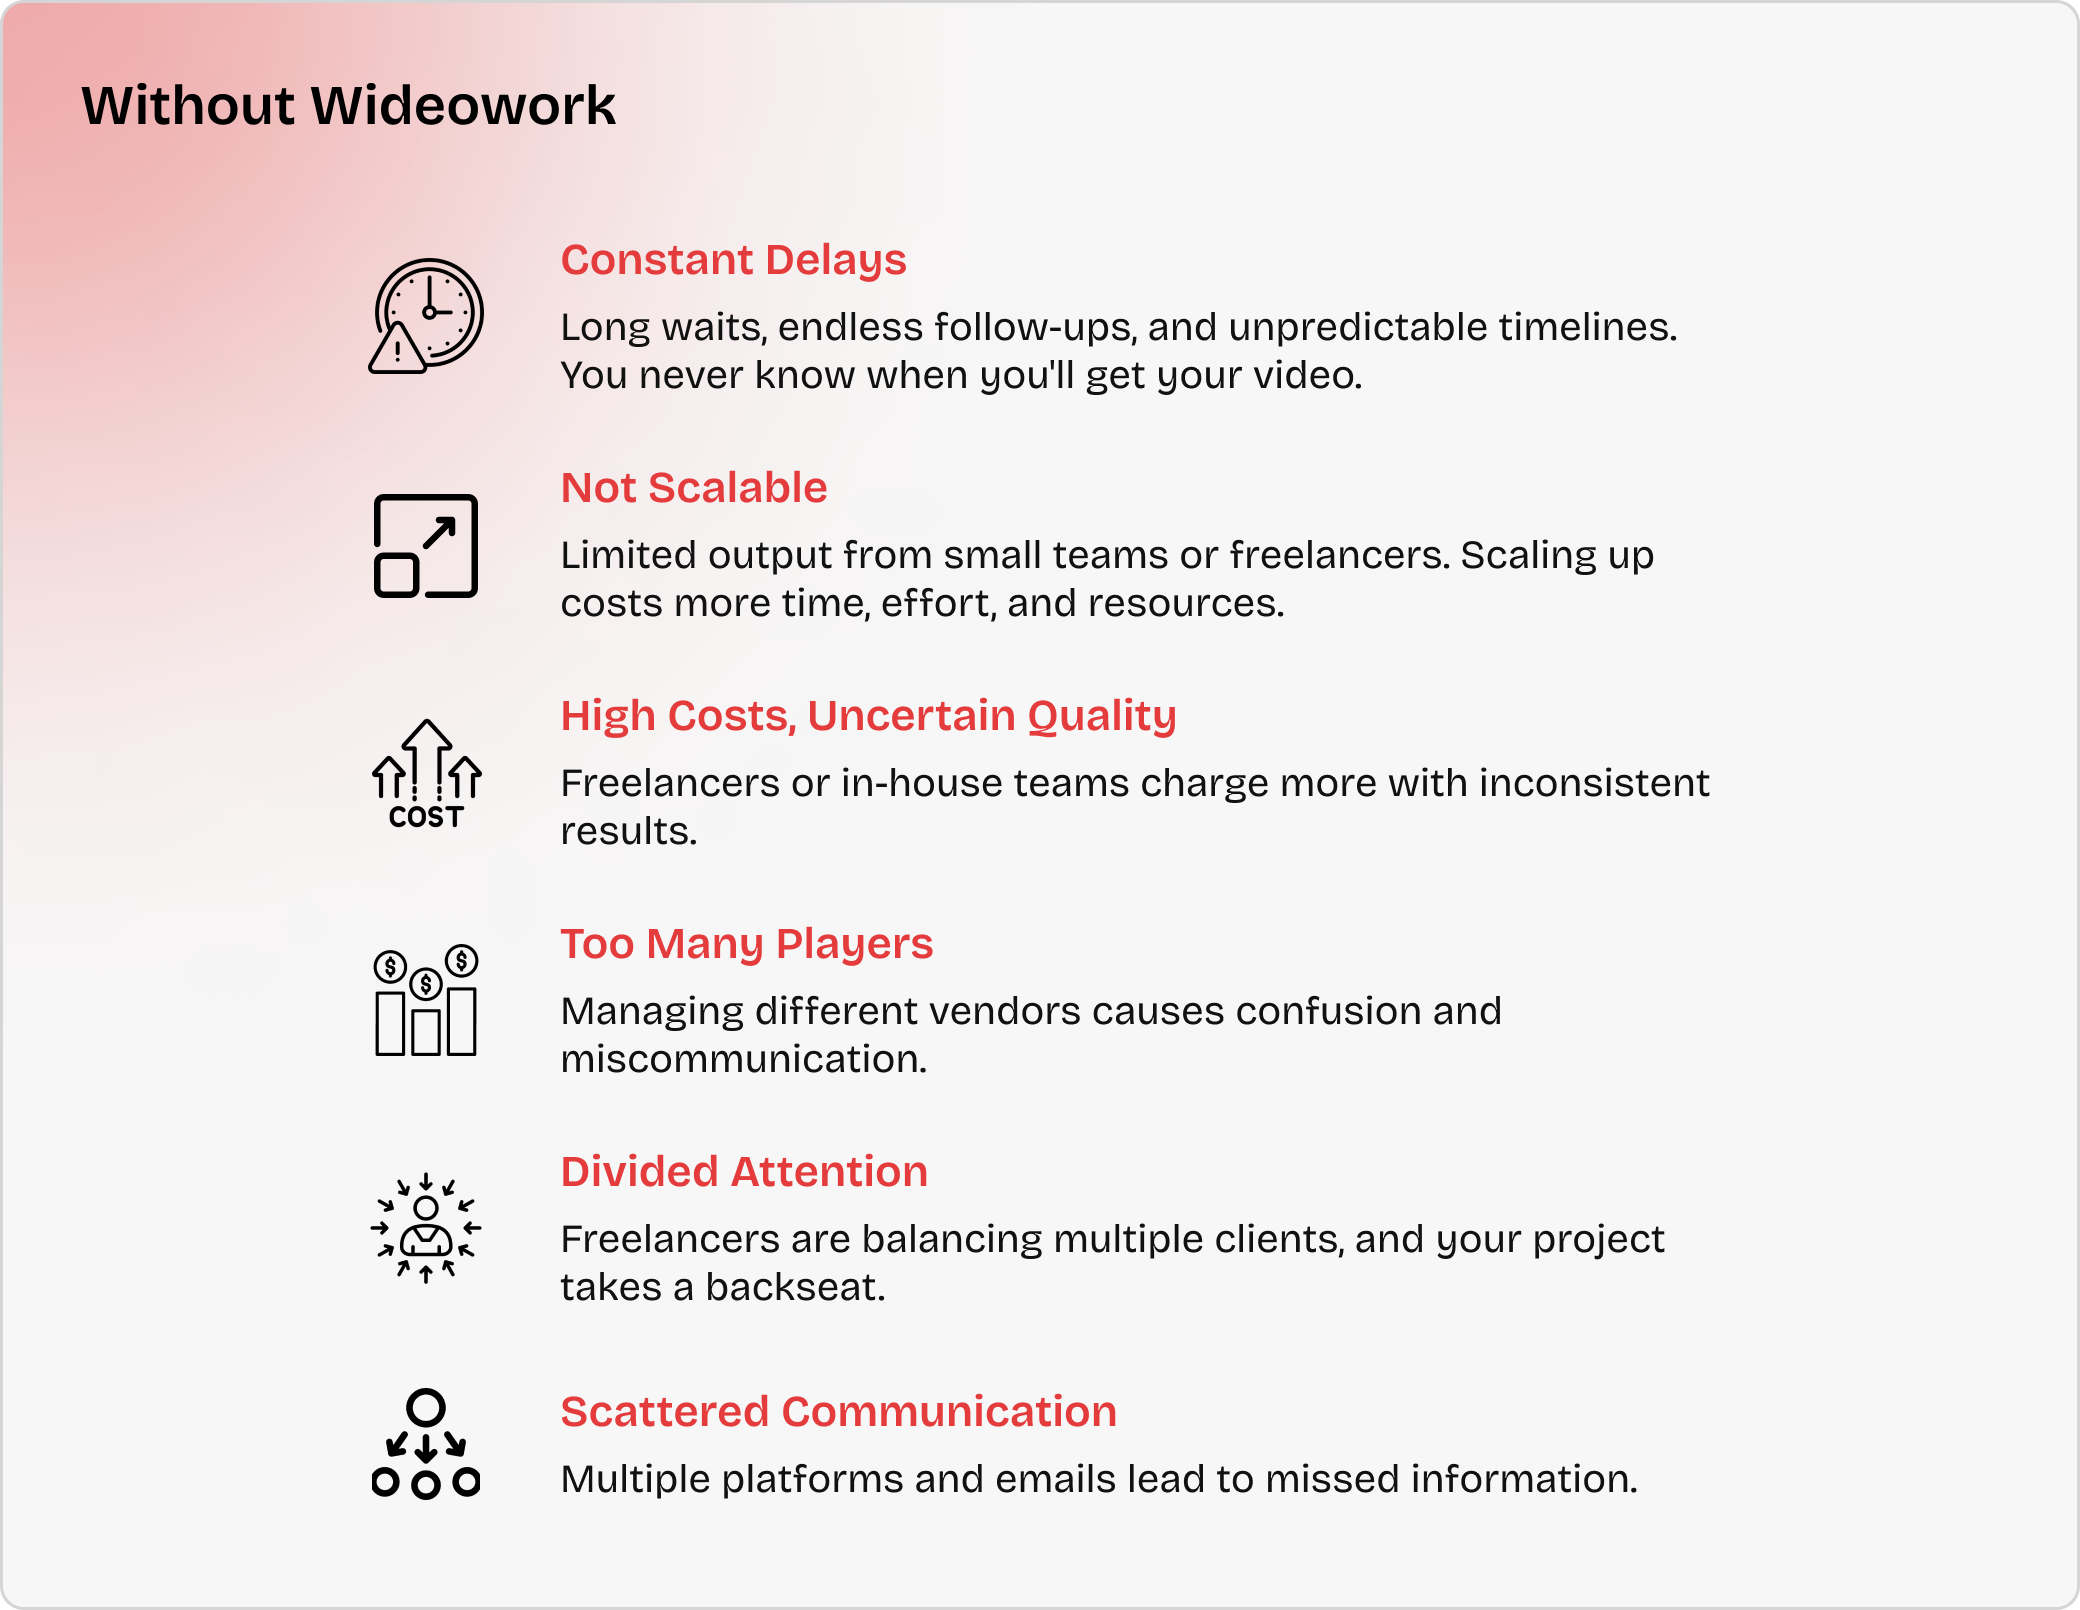 Without Wideowork
Constant Delays
Long waits, endless follow-ups, and unpredictable timelines.
You never know when you'll get your video.
Not Scalable
Limited output from small teams or freelancers. Scaling up
costs more time, effort, and resources.
High Costs, Uncertain Quality
Freelancers or in-house teams charge more with inconsistent
results.
COST
Too Many Players
Managing different vendors causes confusion and
miscommunication.
$ $ $
Divided Attention
Freelancers are balancing multiple clients, and your project
takes a backseat.
Scattered Communication
Multiple platforms and emails lead to missed information.